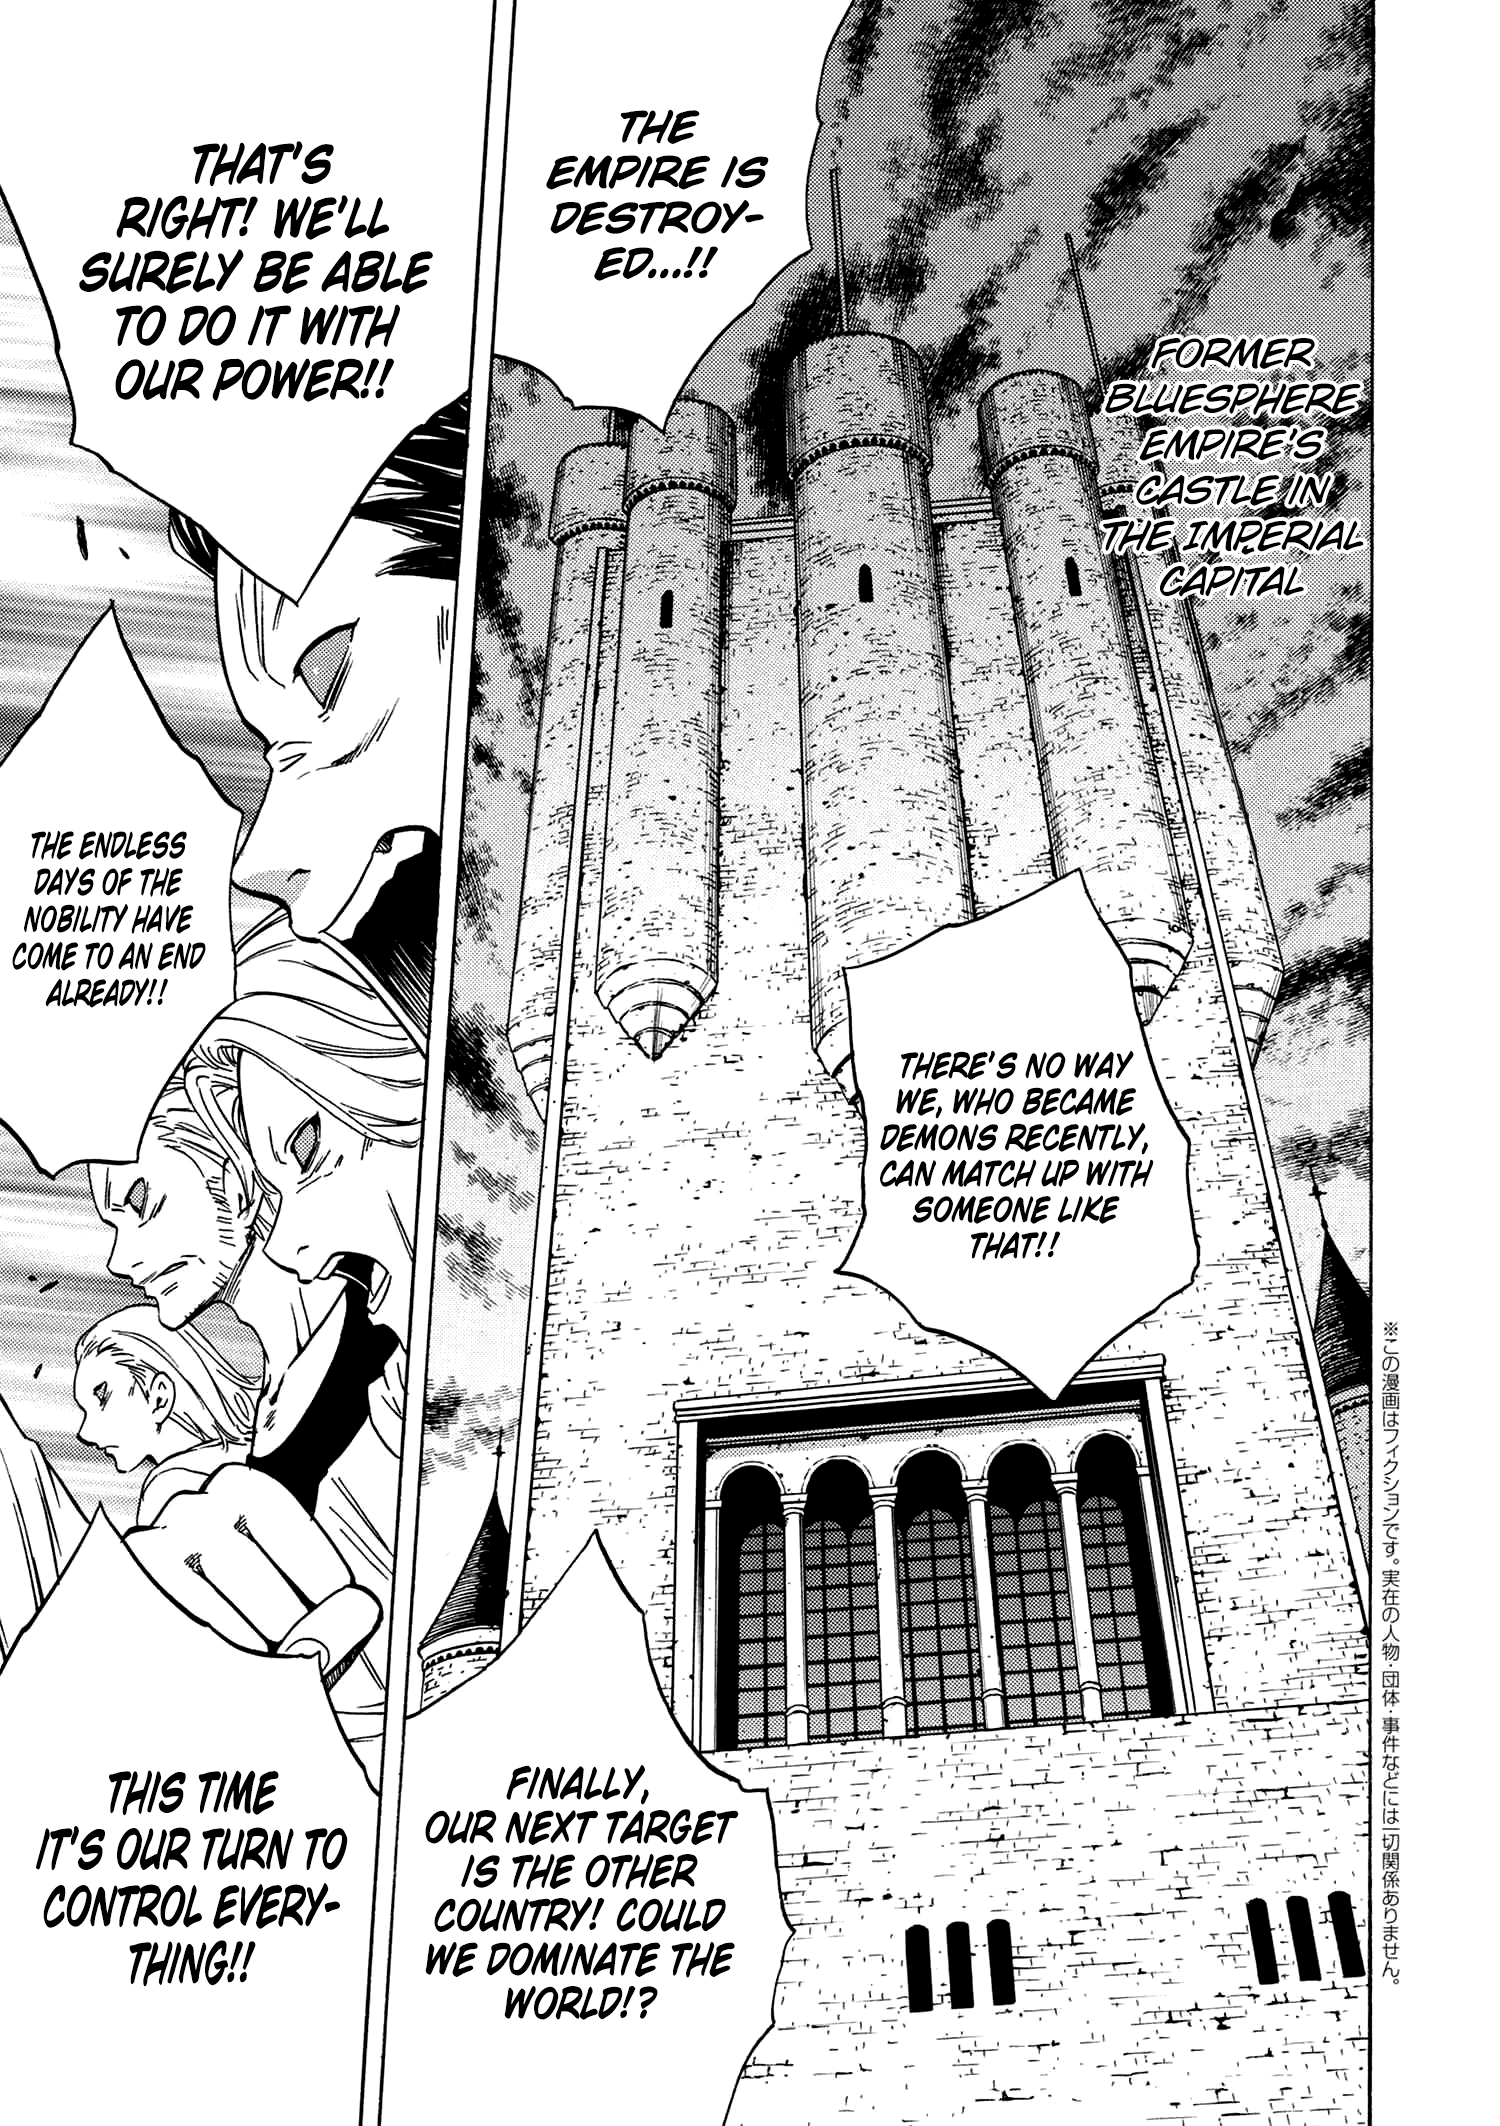 THE
EMPIRE IS
DESTROY-
ED...!!
FORMER
BLUESPHERE
EMPIRE'S
CASTLE IN
THE IMPERIAL
CAPITAL
THERE'S NO WAY
WE, WHO BECAME
DEMONS RECENTLY,
CAN MATCH UP WITH
SOMEONE LIKE
THAT!!
FINALLY,
OUR NEXT TARGET
IS THE OTHER
COUNTRY! COULD
WE DOMINATE THE
WORLD!?
THAT'S
RIGHT! WE'LL
SURELY BE ABLE
TO DO IT WITH
OUR POWER!!
THE ENDLESS
DAYS OF THE
NOBILITY HAVE
COME TO AN END
ALREADY!!
THIS TIME
IT'S OUR TURN TO
CONTROL EVERY-
THING!!
※この漫画はフィクションです。実在の人物・団体・事件などには一切関係ありません。